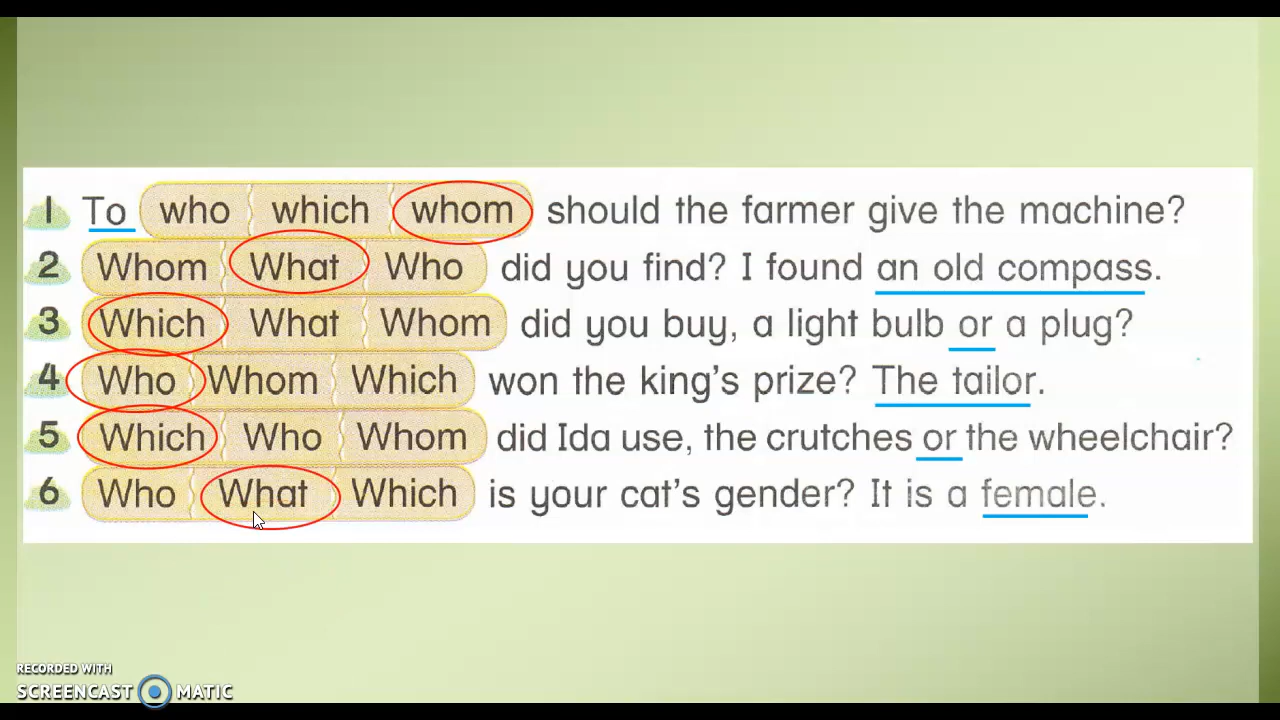 1 To who which whom should the farmer give the machine?
2 Whom What Who did you find? I found an old compass.
3 Which What Whom did you buy, a light bulb or a plug?
4 Who Whom Which won the king's prize? The tailor.
5 Which Who Whom did Ida use, the crutches or the wheelchair?
6 Who What Which is your cat's gender? It is a female.
RECORDED WITH
SCREENCAST MATIC